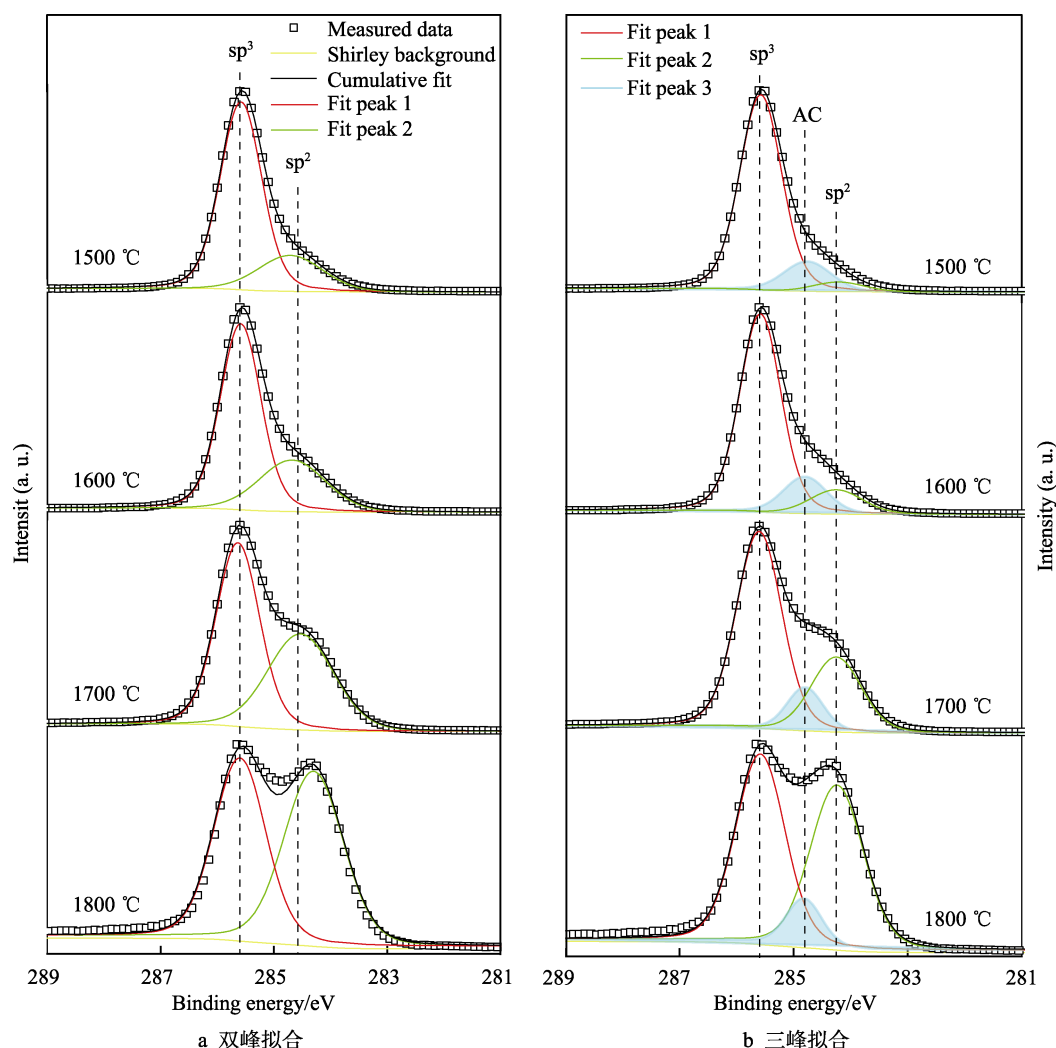 Measured data
Shirley background
Cumulative fit
Fit peak 1
Fit peak 2
sp³
sp²
1500 ℃
1600 ℃
1700 ℃
1800 ℃
Intensit (a. u.)
289
287
285
283
281
Binding energy/eV
a 双峰拟合
Fit peak 1
Fit peak 2
Fit peak 3
sp³
AC
sp²
1500 ℃
1600 ℃
1700 ℃
1800 ℃
Intensity (a. u.)
289
287
285
283
281
Binding energy/eV
b 三峰拟合